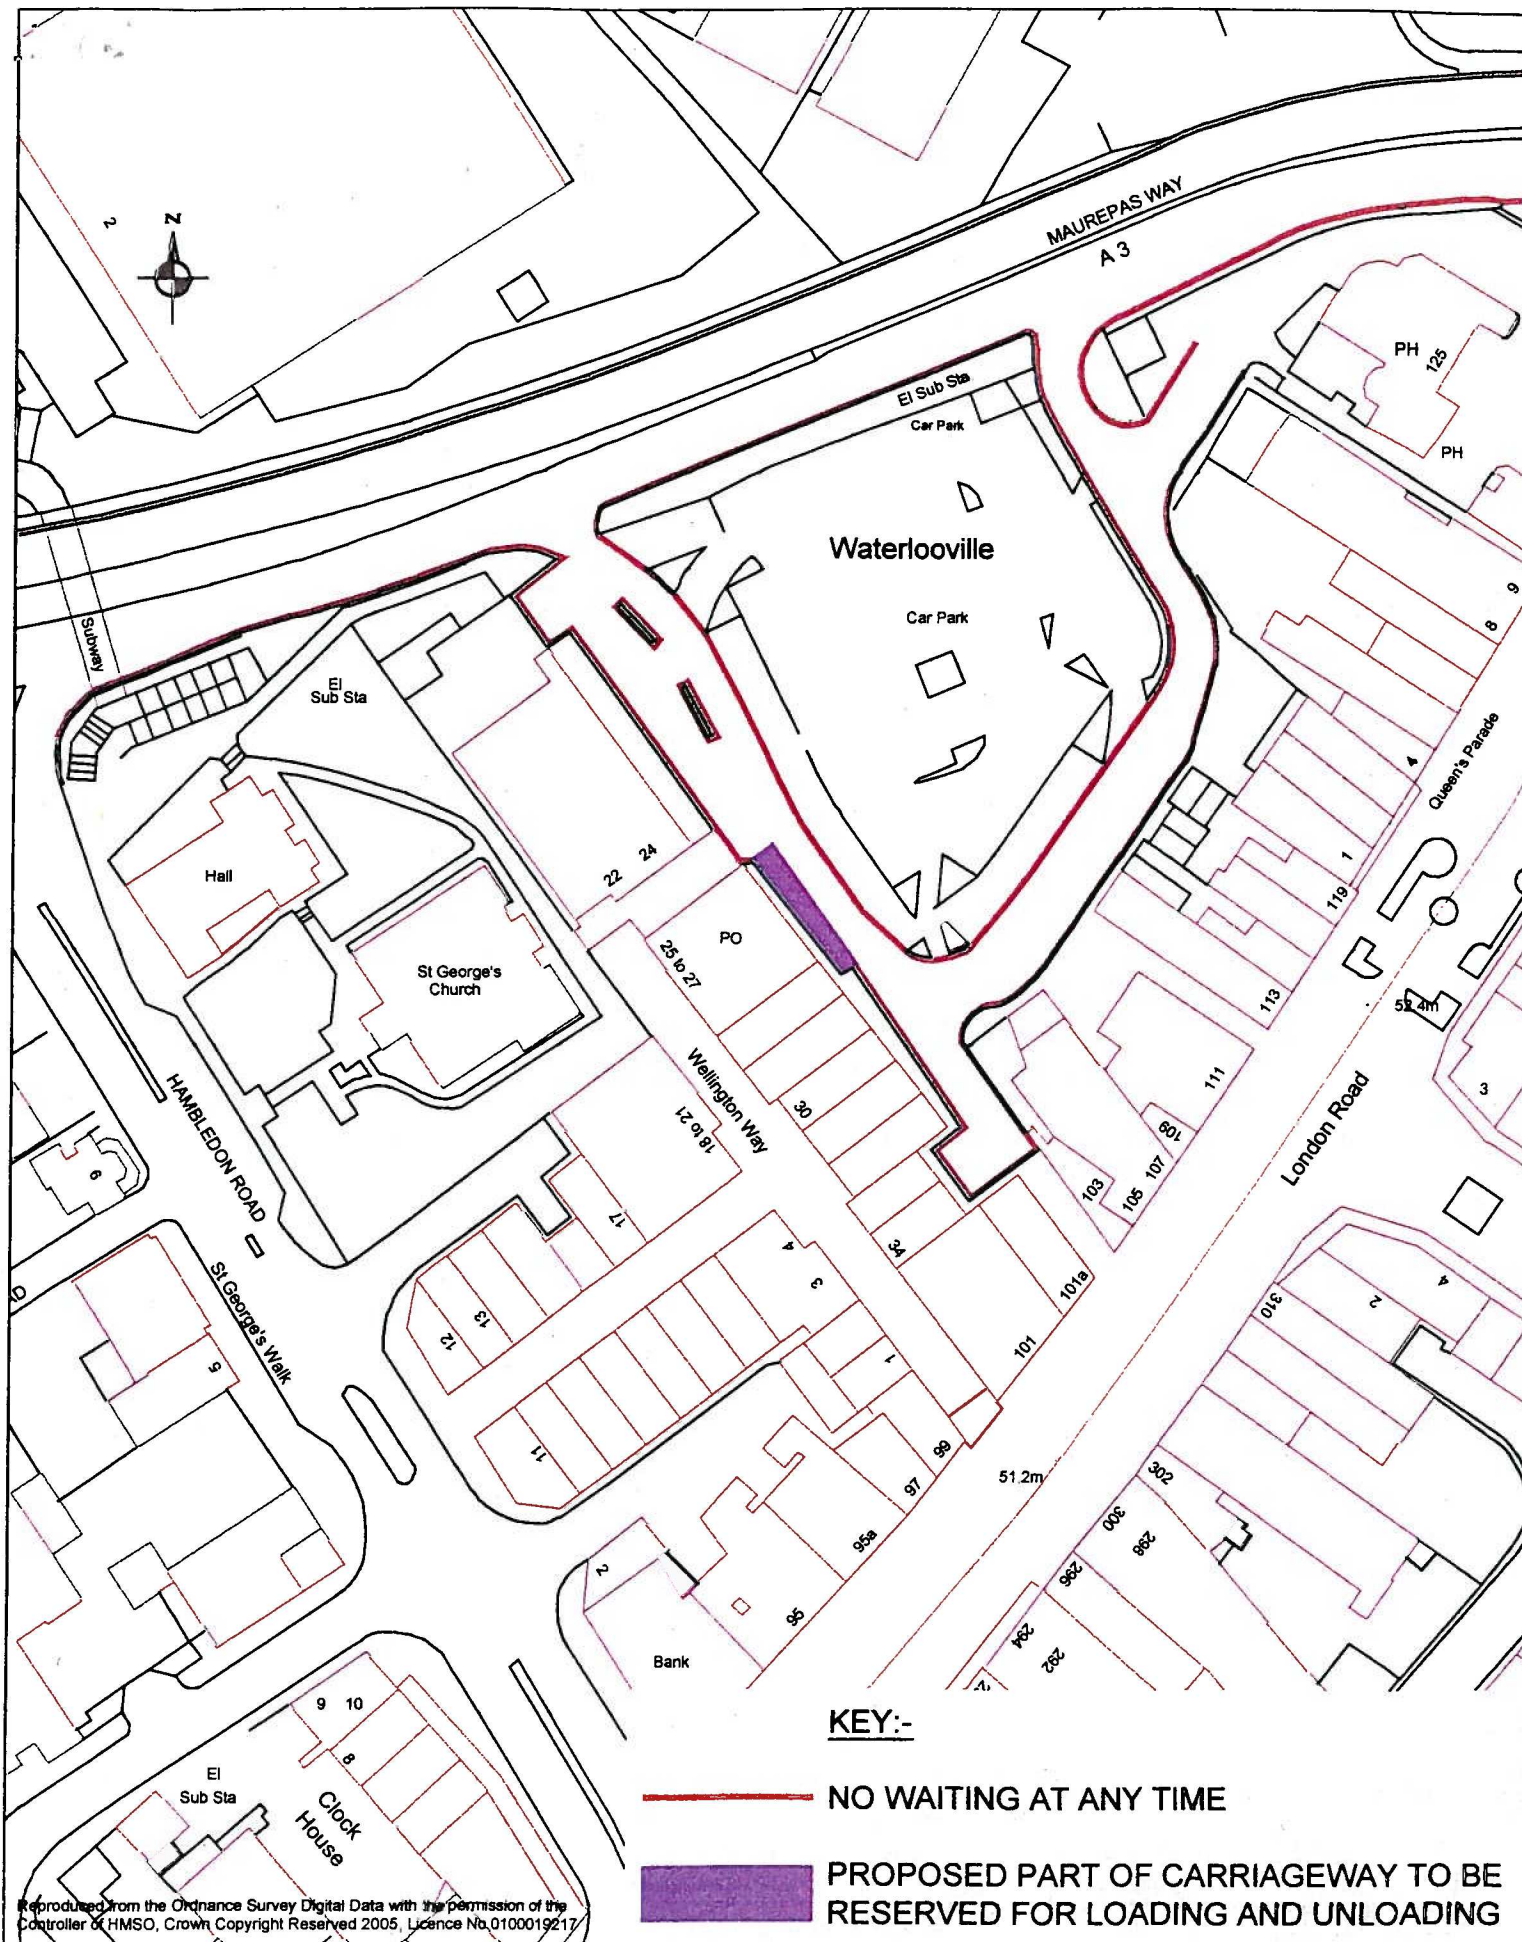 2
N
MAUREPAS WAY
A 3
PH
125
PH
El Sub Sta
Car Park
Waterlooville
Car Park
9
8
Subway
El
Sub Sta
4
Queen's Parade
24
22
1
119
Hall
PO
25 to 27
St George's
Church
113
52.4m
Wellington Way
18 to 21
30
111
109
107
105
103
3
London Road
HAMBLEDON ROAD
6
17
34
4
3
101a
101
310
2
4
St George's Walk
5
13
12
1
11
99
97
95a
95
51.2m
302
300
298
296
294
292
2
Bank
9 10
8
El
Sub Sta
Clock
House
KEY:-
NO WAITING AT ANY TIME
PROPOSED PART OF CARRIAGEWAY TO BE
RESERVED FOR LOADING AND UNLOADING
Reproduced from the Ordnance Survey Digital Data with the permission of the
Controller of HMSO, Crown Copyright Reserved 2005, Licence No.0100019217